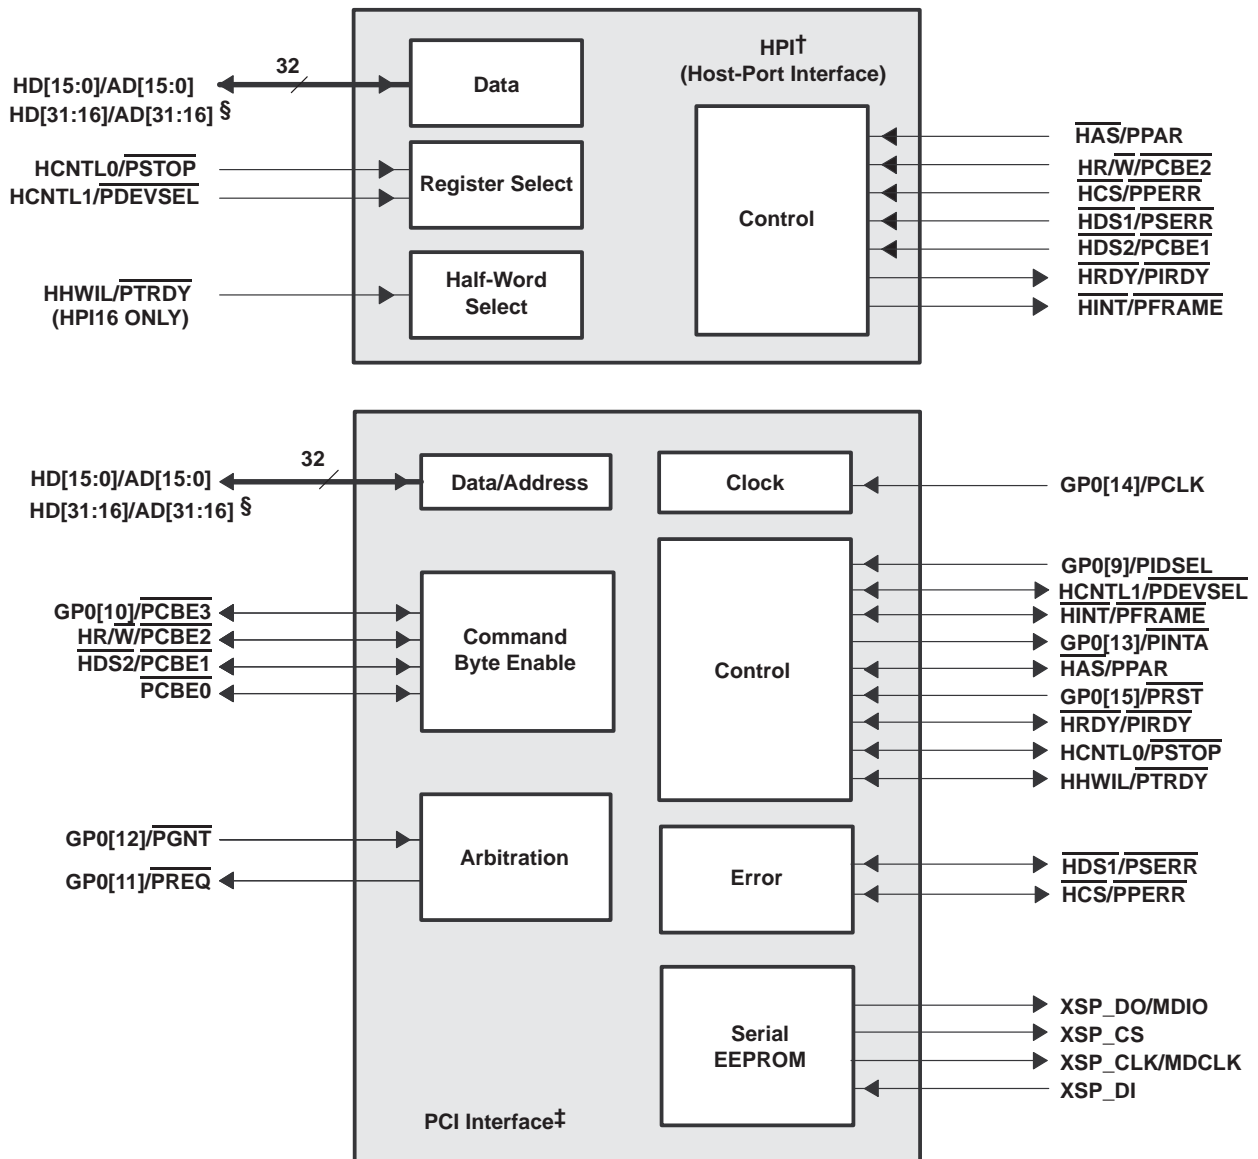 HPI†
(Host-Port Interface)
32
HD[15:0]/AD[15:0]
HD[31:16]/AD[31:16] §
Data
HCNTL0/PSTOP
HCNTL1/PDEVSEL
Register Select
HHWIL/PTRDY
(HPI16 ONLY)
Half-Word
Select
Control
HAS/PPAR
HR/W/PCBE2
HCS/PPERR
HDS1/PSERR
HDS2/PCBE1
HRDY/PIRDY
HINT/PFRAME
32
HD[15:0]/AD[15:0]
HD[31:16]/AD[31:16] §
Data/Address
Clock
GP0[14]/PCLK
GP0[10]/PCBE3
HR/W/PCBE2
HDS2/PCBE1
PCBE0
Command
Byte Enable
Control
GP0[9]/PIDSEL
HCNTL1/PDEVSEL
HINT/PFRAME
GP0[13]/PINTA
HAS/PPAR
GP0[15]/PRST
HRDY/PIRDY
HCNTL0/PSTOP
HHWIL/PTRDY
GP0[12]/PGNT
GP0[11]/PREQ
Arbitration
Error
HDS1/PSERR
HCS/PPERR
Serial
EEPROM
XSP_DO/MDIO
XSP_CS
XSP_CLK/MDCLK
XSP_DI
PCI Interface‡